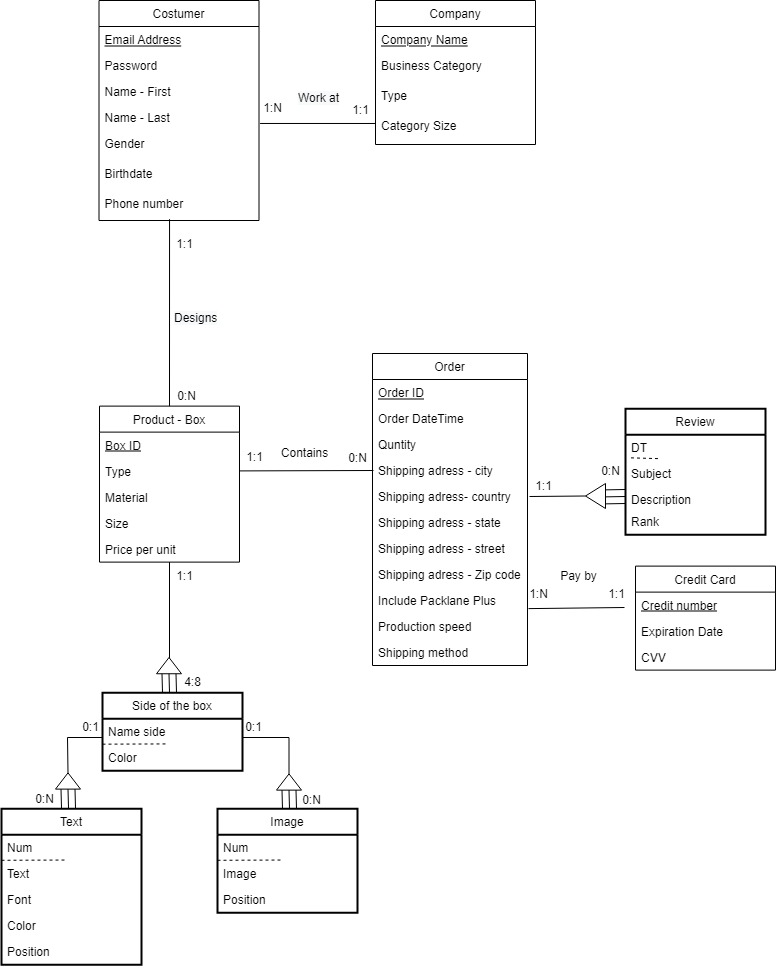 Costumer
Email Address
Password
Name - First
Name - Last
Gender
Birthdate
Phone number
Company
Company Name
Business Category
Type
Category Size
1:N
Work at
1:1
1:1
Designs
0:N
Product - Box
Box ID
Type
Material
Size
Price per unit
1:1
Contains
0:N
Order
Order ID
Order DateTime
Quntity
Shipping adress - city
Shipping adress- country
Shipping adress - state
Shipping adress - street
Shipping adress - Zip code
Include Packlane Plus
Production speed
Shipping method
1:1
0:N
Review
DT
Subject
Description
Rank
1:N
Pay by
1:1
Credit Card
Credit number
Expiration Date
CVV
1:1
4:8
Side of the box
Name side
Color
0:1
0:1
0:N
0:N
Text
Num
Text
Font
Color
Position
Image
Num
Image
Position